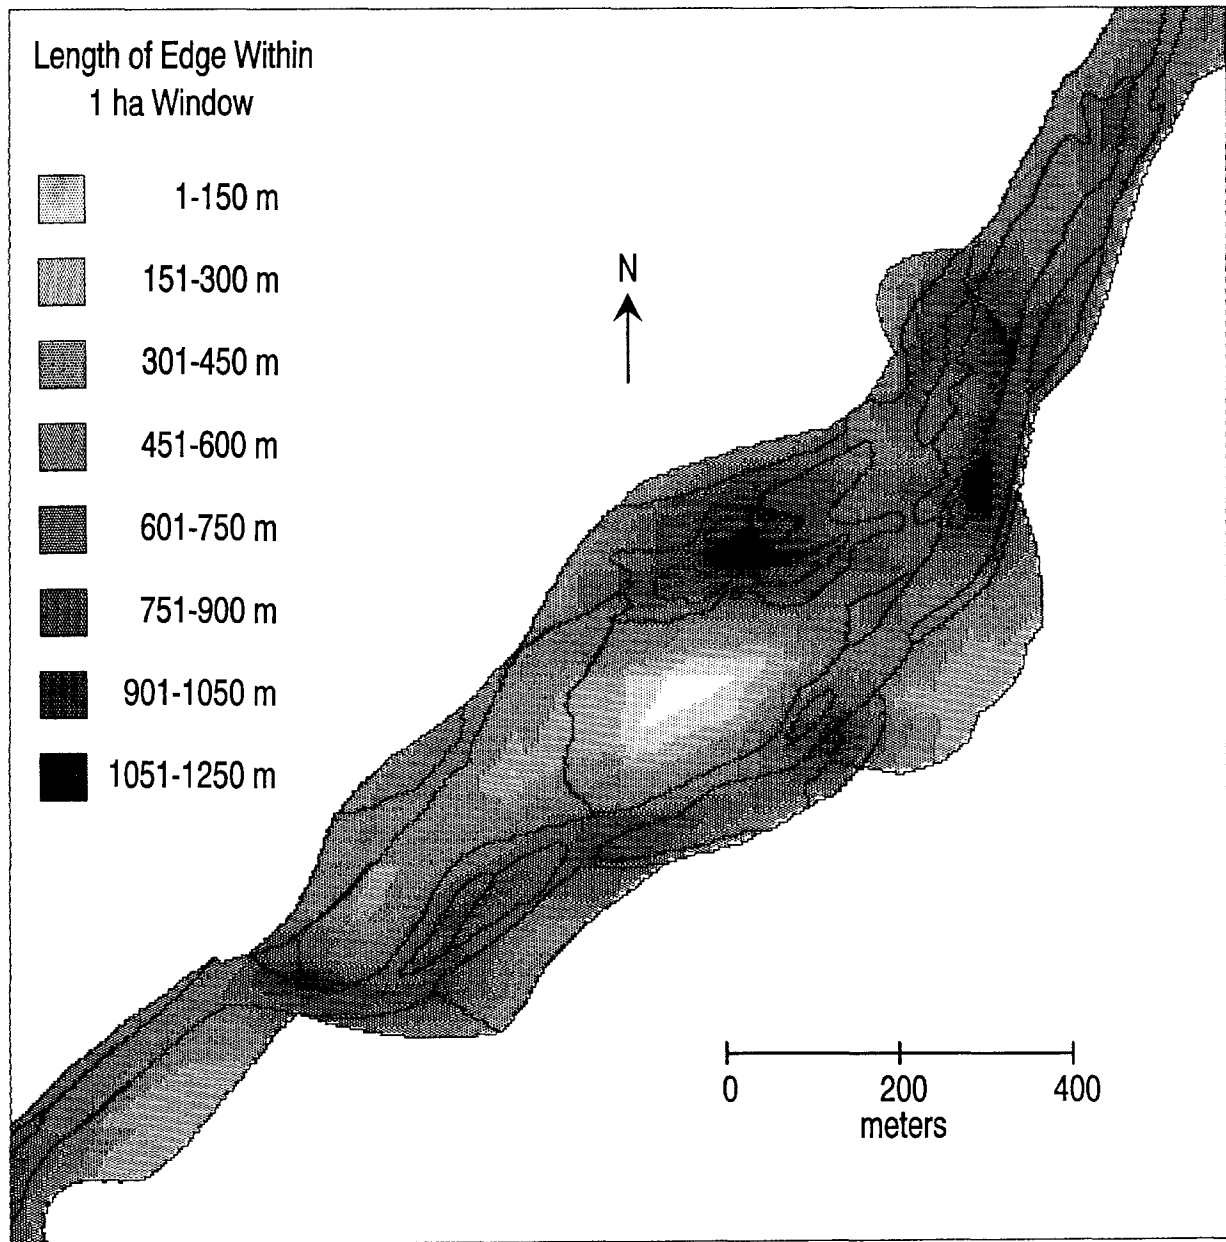 Length of Edge Within
1 ha Window
1-150 m
151-300 m
301-450 m
451-600 m
601-750 m
751-900 m
901-1050 m
1051-1250 m
N
0 200 400
meters